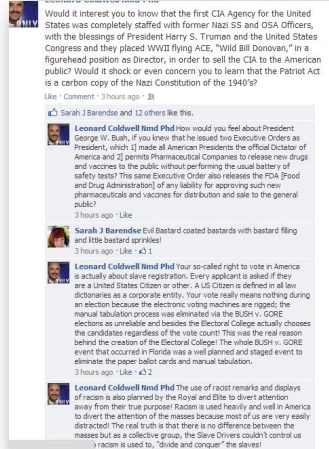 Leonard Coldwell Nmd Phd
Would it interest you to know that the first CIA Agency for the United
States was completely staffed with former Nazi SS and OSA Officers,
with the blessings of President Harry S. Truman and the United States
Congress and they placed WWII flying ACE, "Wild Bill Donovan," in a
figurehead position as Director, in order to sell the CIA to the American
public? Would it shock or even concern you to learn that the Patriot Act
is a carbon copy of the Nazi Constitution of the 1940's?
Like · Comment · 3 hours ago ·
Sarah J Barendse and 12 others like this.
Leonard Coldwell Nmd Phd How would you feel about President
George W. Bush, if you knew that he issued two Executive Orders as
President, which 1] made all American Presidents the official Dictator of
America and 2] permits Pharmaceutical Companies to release new drugs
and vaccines to the public without performing the usual battery of
safety tests? This same Executive Order also releases the FDA [Food
and Drug Administration] of any liability for approving such new
pharmaceuticals and vaccines for distribution and sale to the general
public?
3 hours ago · Like
Sarah J Barendse Evil Bastard coated bastards with bastard filling
and little bastard sprinkles!
3 hours ago · Like · 1
Leonard Coldwell Nmd Phd Your so-called right to vote in America
is actually about slave registration. Every applicant is asked if they
are a United States Citizen or other. A US Citizen is defined in all law
dictionaries as a corporate entity. Your vote really means nothing during
an election because the electronic voting machines are rigged; the
manual tabulation process was eliminated via the BUSH v. GORE
elections as unreliable and besides the Electoral College actually chooses
the candidates regardless of the vote count! This was the real reason
behind the creation of the Electoral College! The whole BUSH v. GORE
event that occurred in Florida was a well planned and staged event to
eliminate the paper ballot cards and manual tabulation.
3 hours ago · Like · 2
Leonard Coldwell Nmd Phd The use of racist remarks and displays
of racism is also planned by the Royal and Elite to divert attention
away from their true purpose! Racism is used heavily and well in America
to divert the attention of the masses because most of us are very easily
distracted! The real truth is that there is no difference between the
masses but as a collective group, the Slave Drivers couldn't control us
racism is used to, "divide and conquer" the slaves!